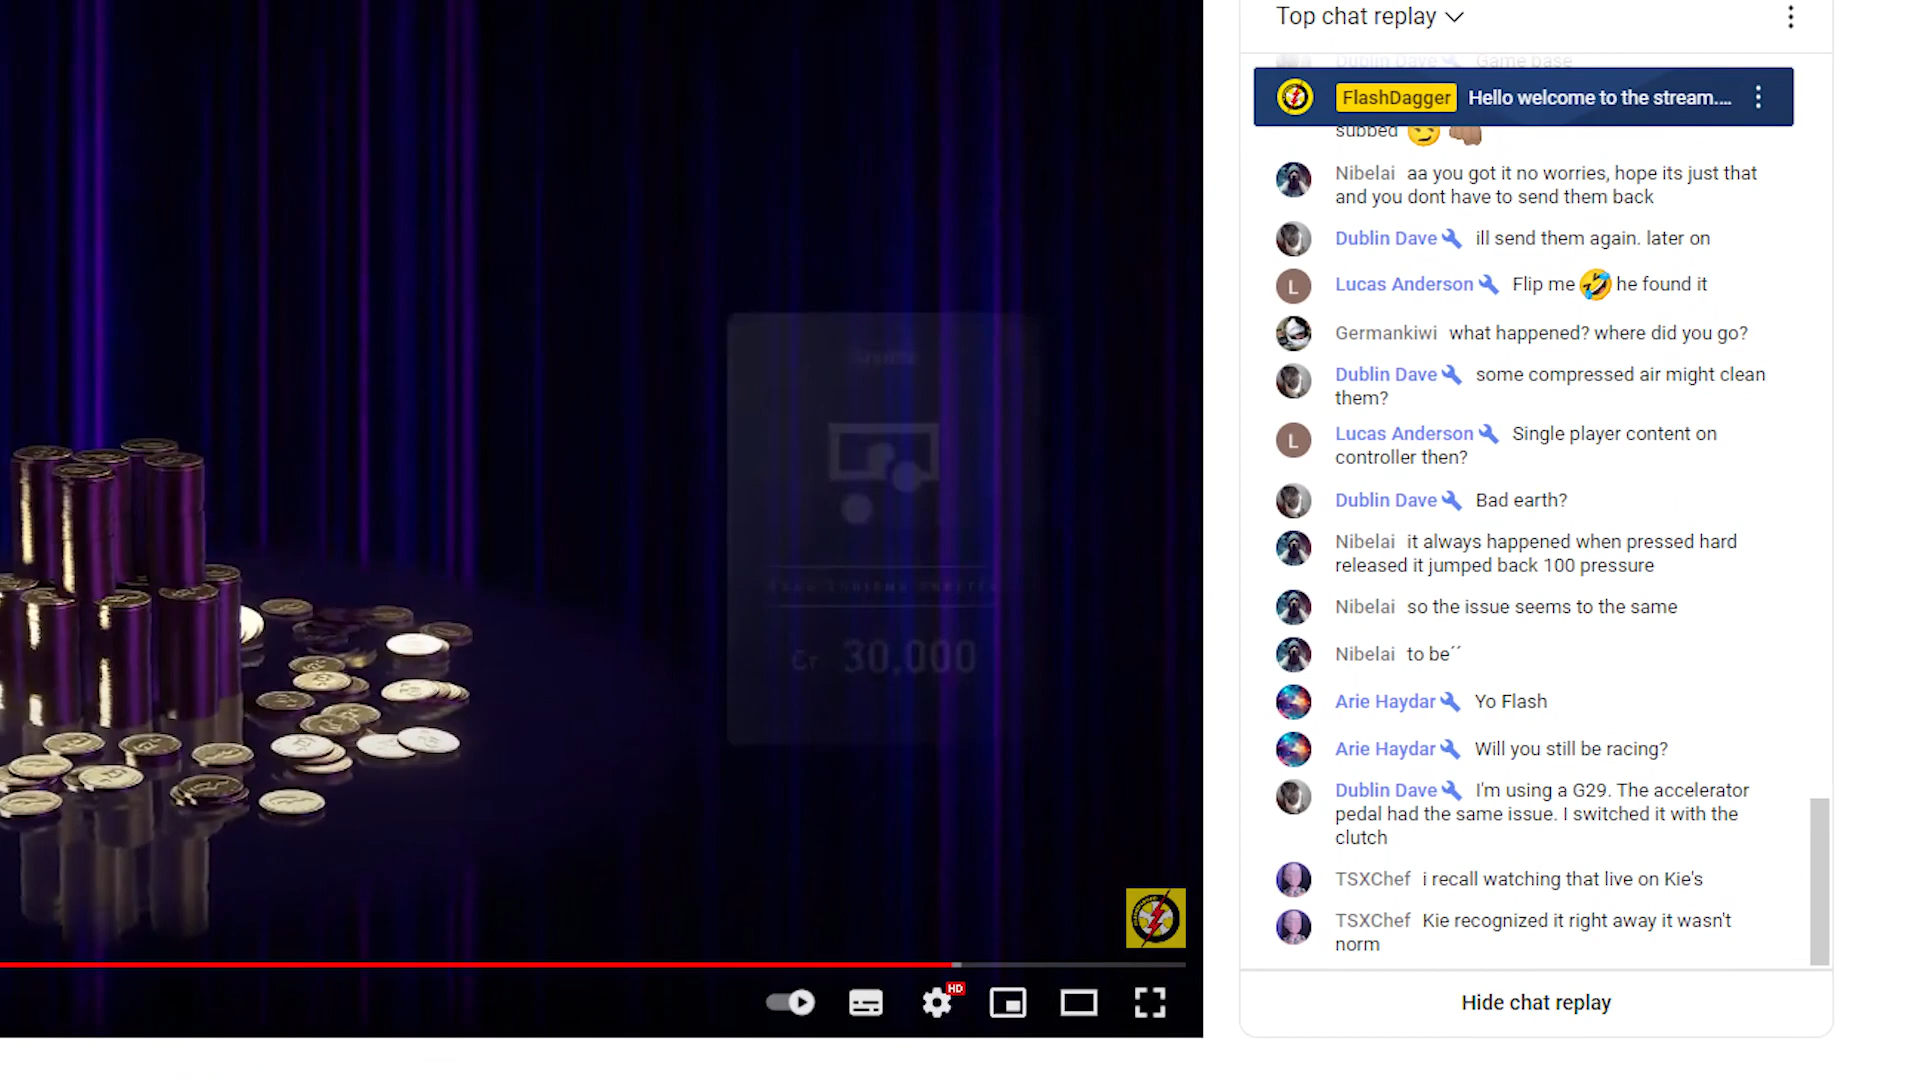 Top chat replay
Dublin Dave Game base
FlashDagger Hello welcome to the stream....
subbed
Nibelai aa you got it no worries, hope its just that
and you dont have to send them back
Dublin Dave ill send them again. later on
Lucas Anderson Flip me 🤣 he found it
Germankiwi what happened? where did you go?
Dublin Dave some compressed air might clean
them?
L Lucas Anderson Single player content on
controller then?
Dublin Dave Bad earth?
Nibelai it always happened when pressed hard
released it jumped back 100 pressure
Nibelai so the issue seems to the same
Nibelai to be´´
Arie Haydar Yo Flash
Arie Haydar Will you still be racing?
Dublin Dave I'm using a G29. The accelerator
pedal had the same issue. I switched it with the
clutch
TSXChef i recall watching that live on Kie's
TSXChef Kie recognized it right away it wasn't
norm
Hide chat replay
Cr 30,000
HD